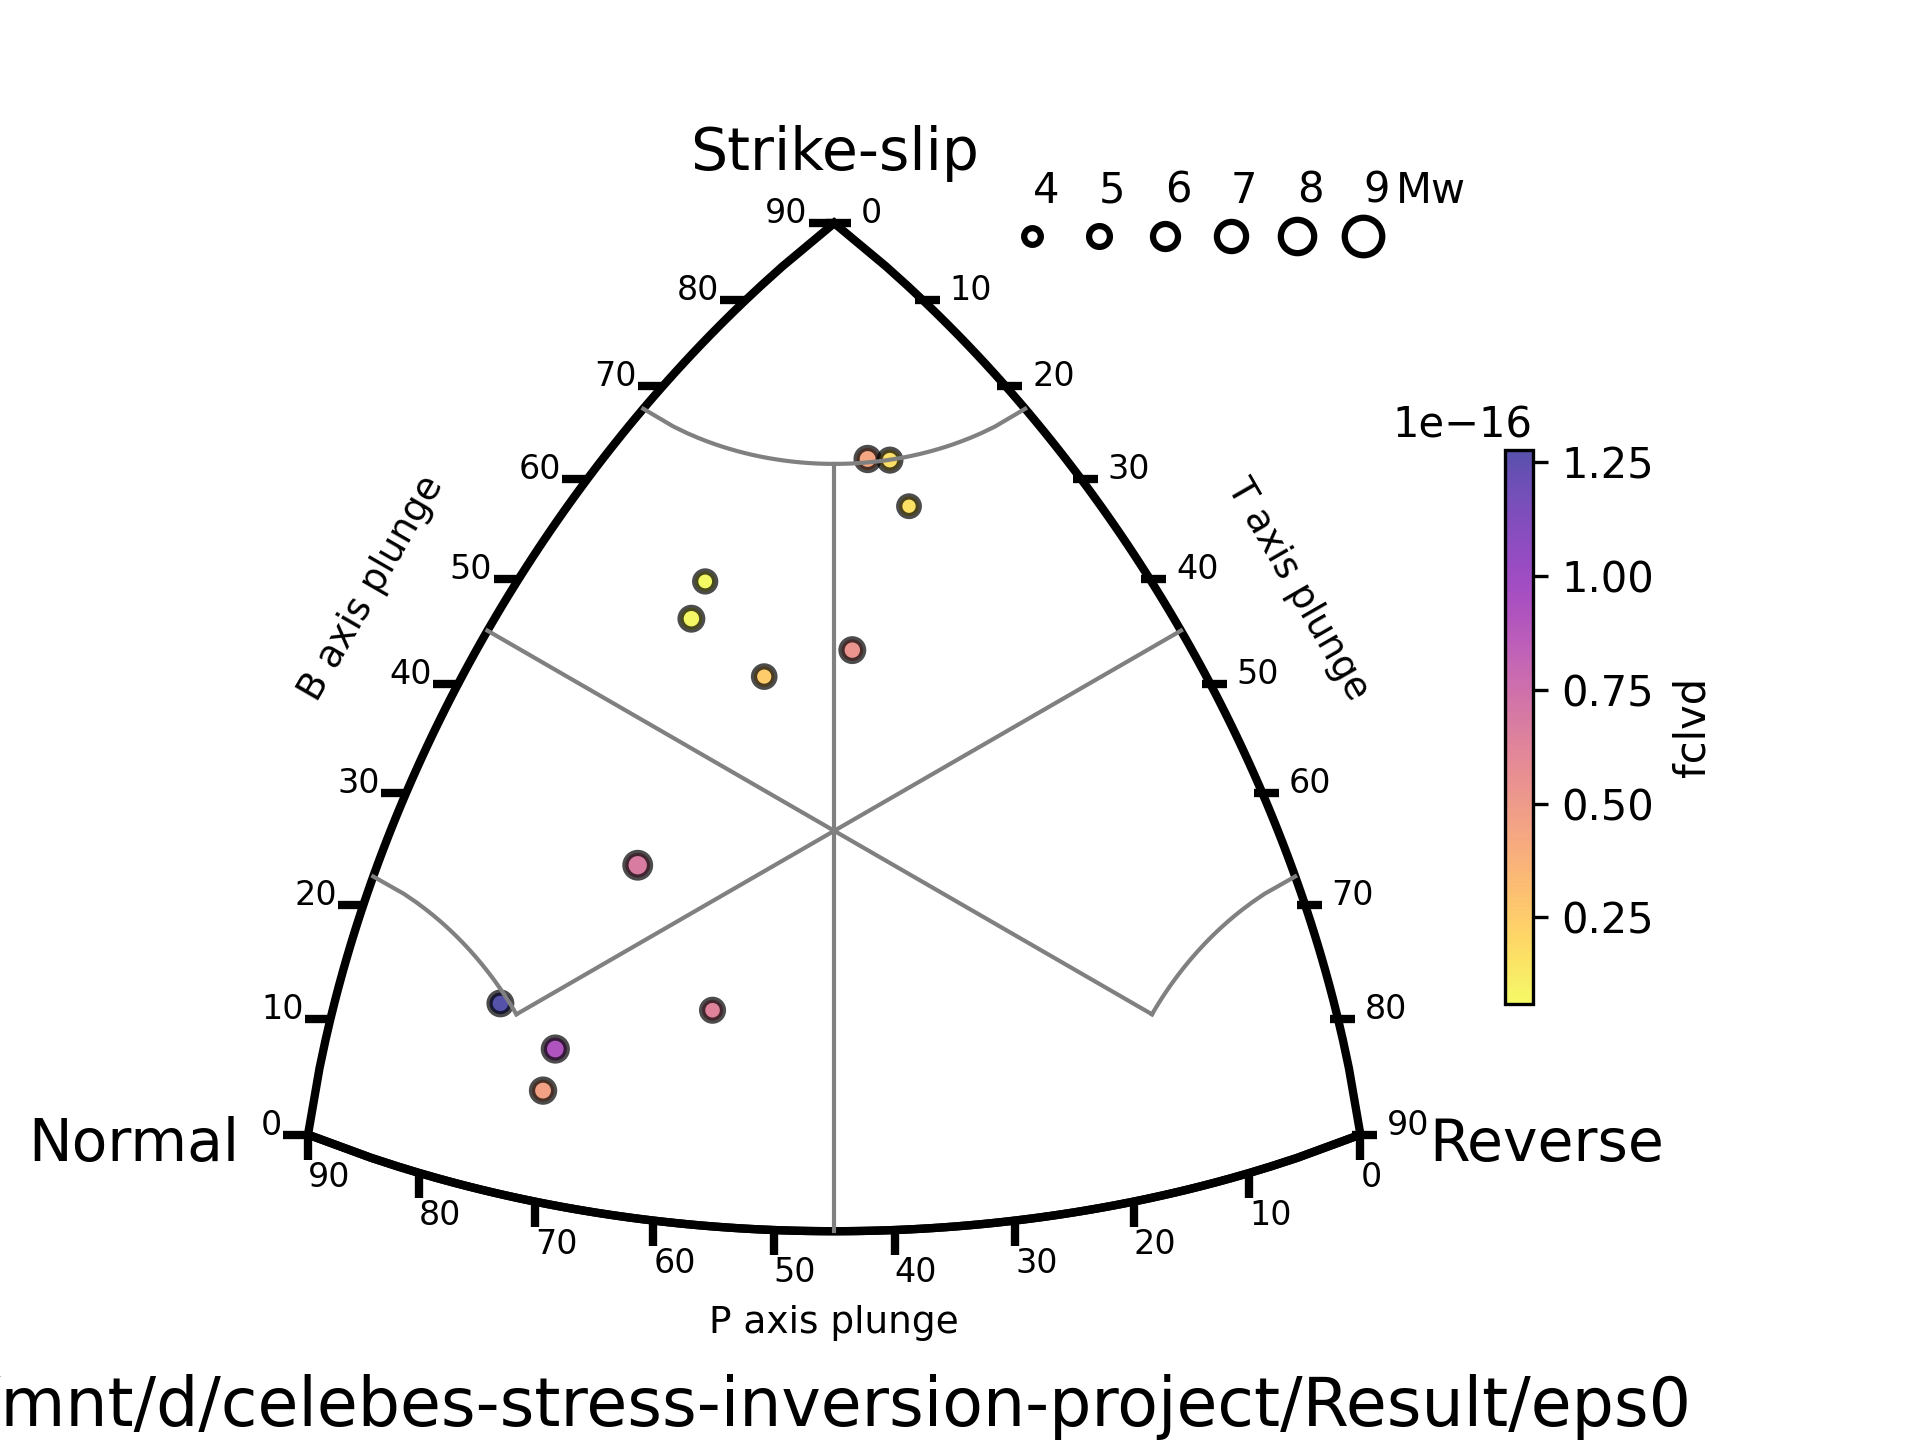 Strike-slip
4 5 6 7 8 9 Mw
90 0
80 10
70 20
60 30
50 40
40 50
30 60
20 70
10 80
0 90
B axis plunge
T axis plunge
Normal
Reverse
90 80 70 60 50 40 30 20 10 0
P axis plunge
1e−16
1.25
1.00
0.75
0.50
0.25
fclvd
mnt/d/celebes-stress-inversion-project/Result/eps0